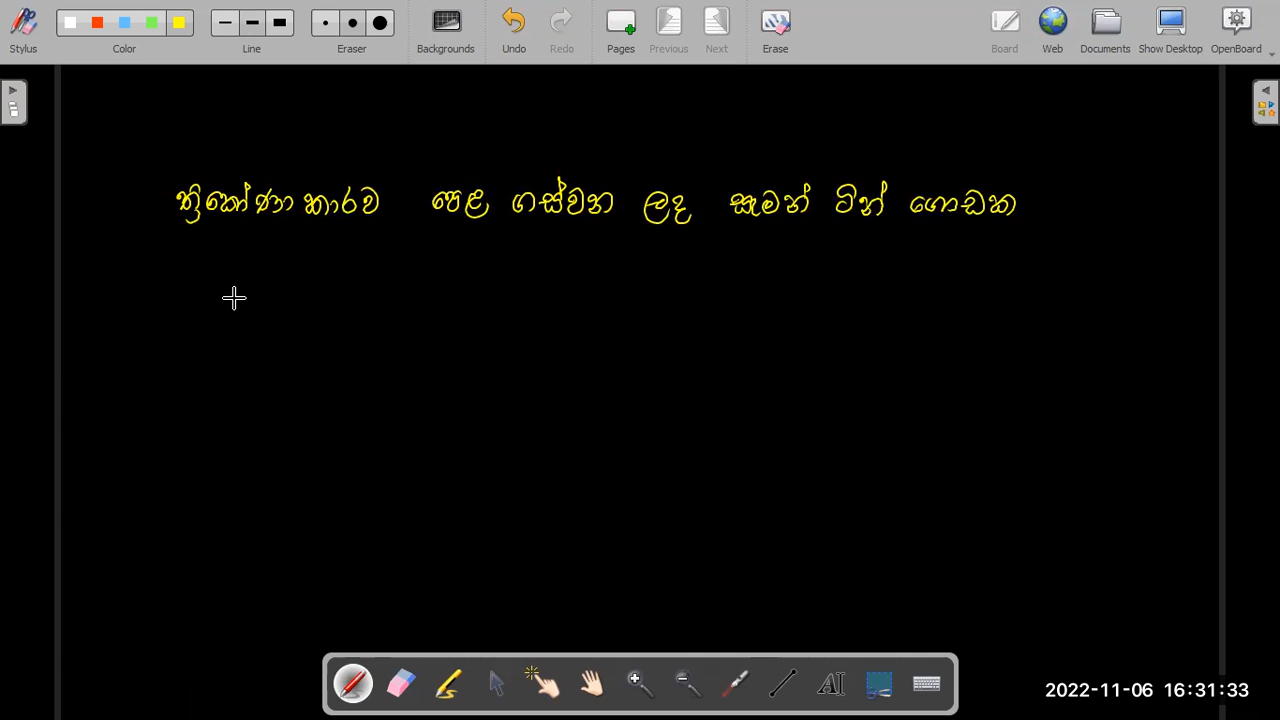 Stylus Color Line Eraser Backgrounds Undo Redo Pages Previous Next Erase Board Web Documents Show Desktop OpenBoard
ත්‍රිකෝණාකාරව පෙළ ගස්වන ලද සැමන් ටින් ගොඩක
2022-11-06 16:31:33